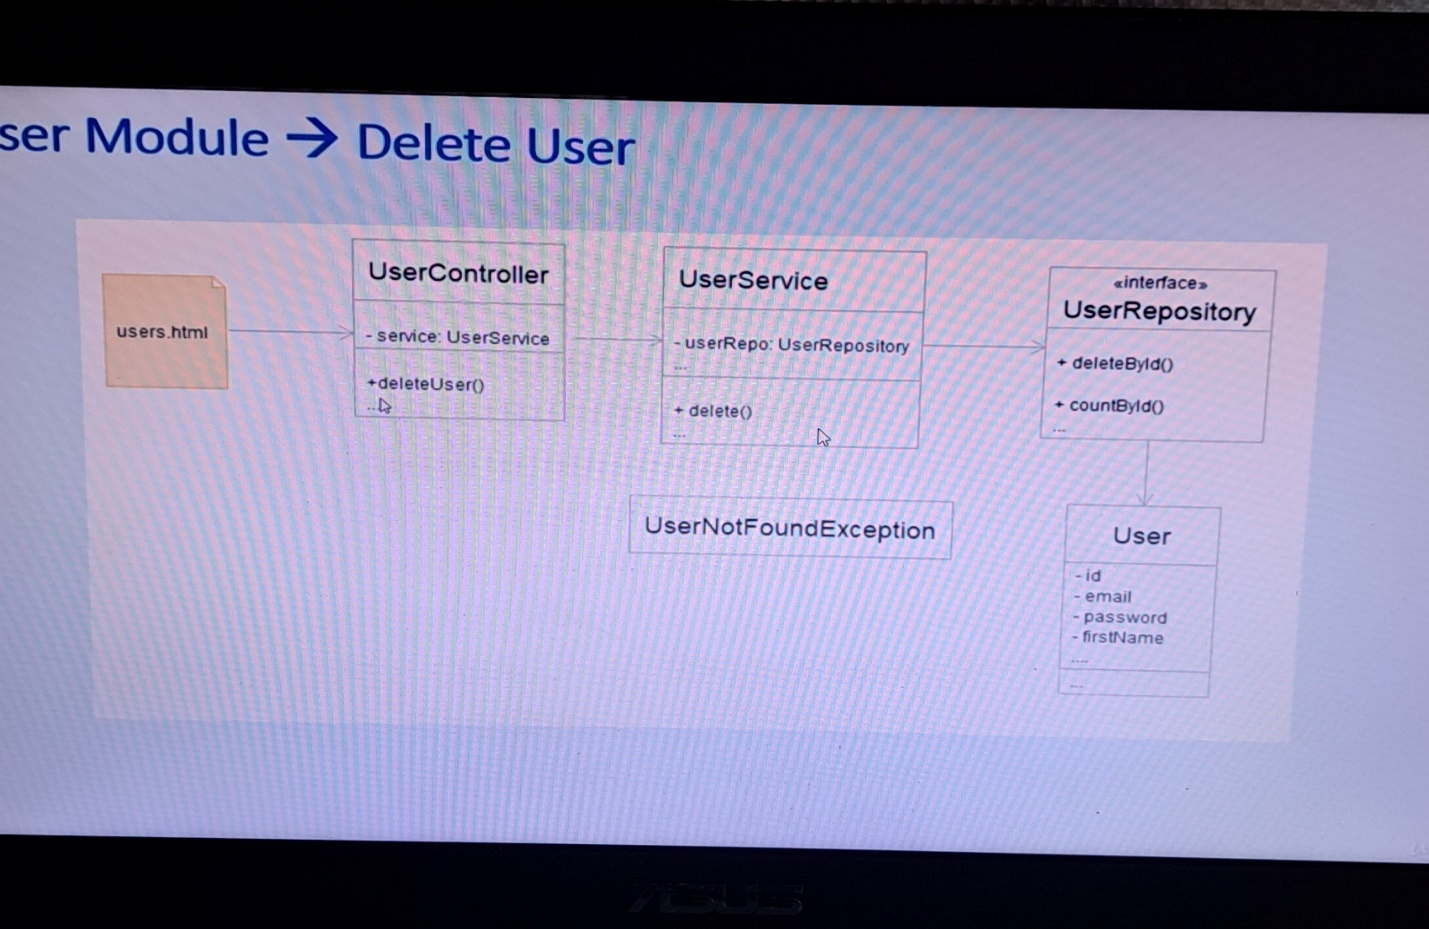 ser Module → Delete User
users.html
UserController
- service: UserService
+deleteUser()
...
UserService
- userRepo: UserRepository
...
+ delete()
...
«interface»
UserRepository
+ deleteById()
+ countById()
...
UserNotFoundException
User
- id
- email
- password
- firstName
....
...
ASUS